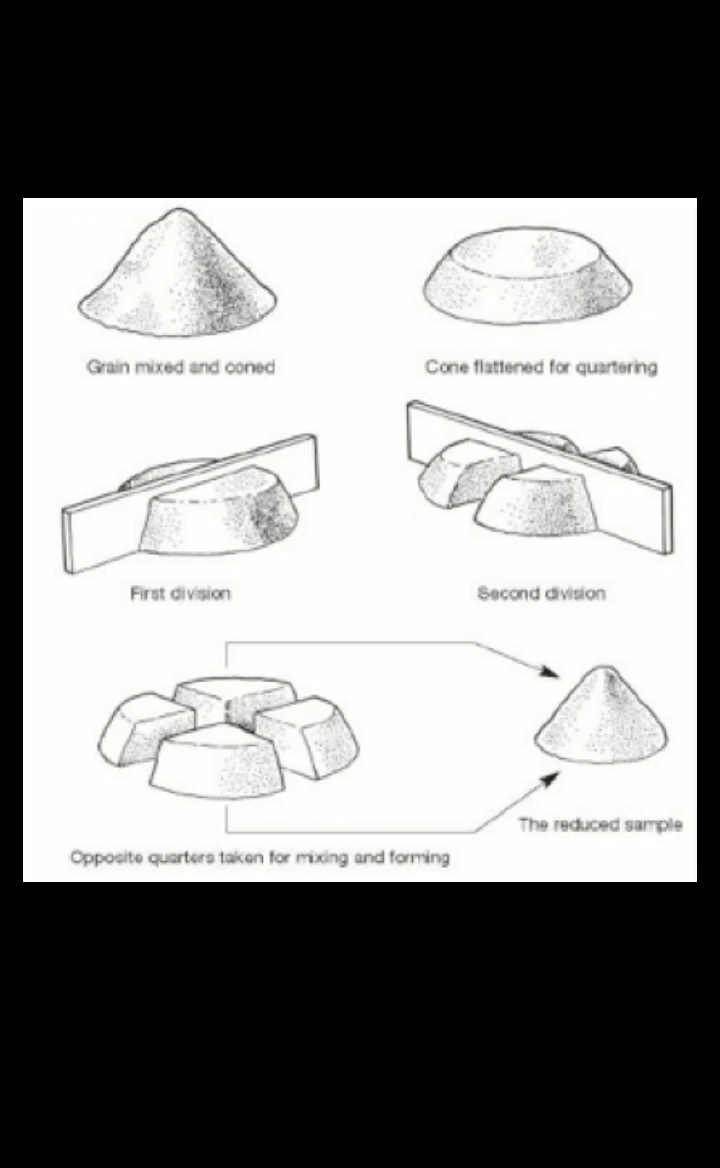 Grain mixed and coned
Cone flattened for quartering
First division
Second division
The reduced sample
Opposite quarters taken for mixing and forming